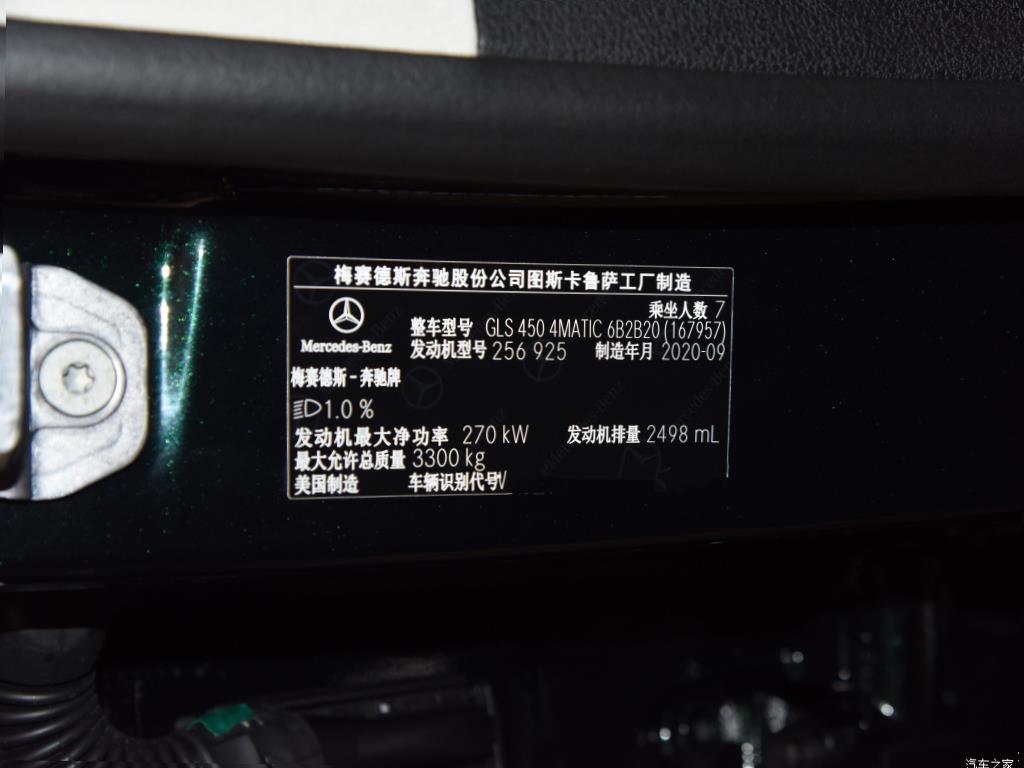 梅赛德斯奔驰股份公司图斯卡鲁萨工厂制造
乘坐人数 7
整车型号 GLS 450 4MATIC 6B2B20 (167957)
Mercedes-Benz
发动机型号 256 925 制造年月 2020-09
梅赛德斯-奔驰牌
1.0 %
发动机最大净功率 270 kW 发动机排量 2498 mL
最大允许总质量 3300 kg
美国制造 车辆识别代号
汽车之家